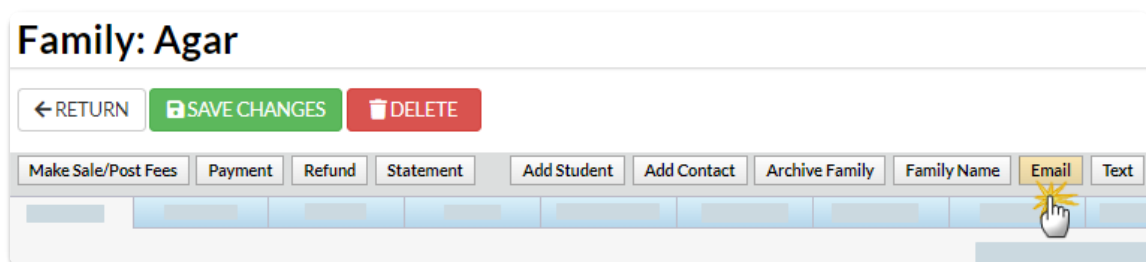 Family: Agar
RETURN SAVE CHANGES DELETE
Make Sale/Post Fees Payment Refund Statement Add Student Add Contact Archive Family Family Name Email Text